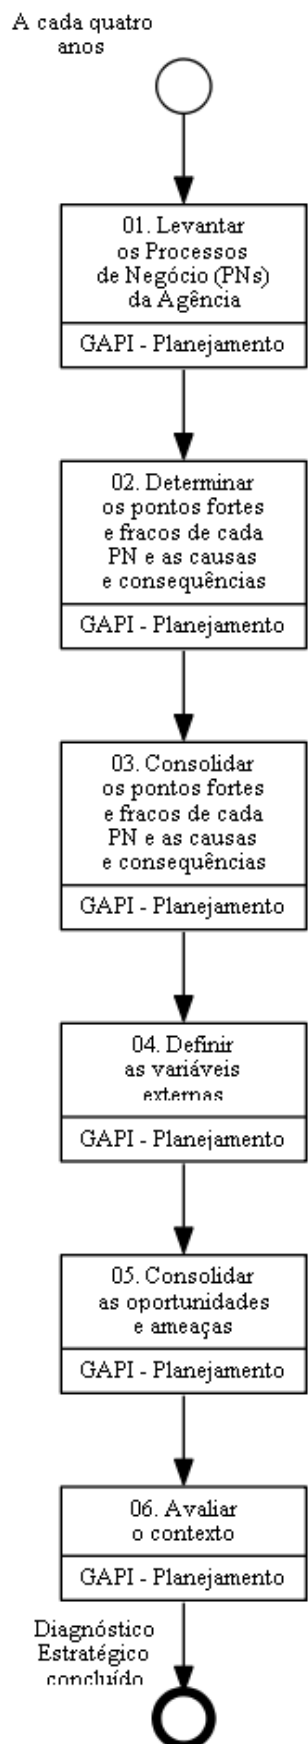 A cada quatro
anos
01. Levantar
os Processos
de Negócio (PNs)
da Agência
GAPI - Planejamento
02. Determinar
os pontos fortes
e fracos de cada
PN e as causas
e consequências
GAPI - Planejamento
03. Consolidar
os pontos fortes
e fracos de cada
PN e as causas
e consequências
GAPI - Planejamento
04. Definir
as variáveis
externas
GAPI - Planejamento
05. Consolidar
as oportunidades
e ameaças
GAPI - Planejamento
06. Avaliar
o contexto
GAPI - Planejamento
Diagnóstico
Estratégico
concluído